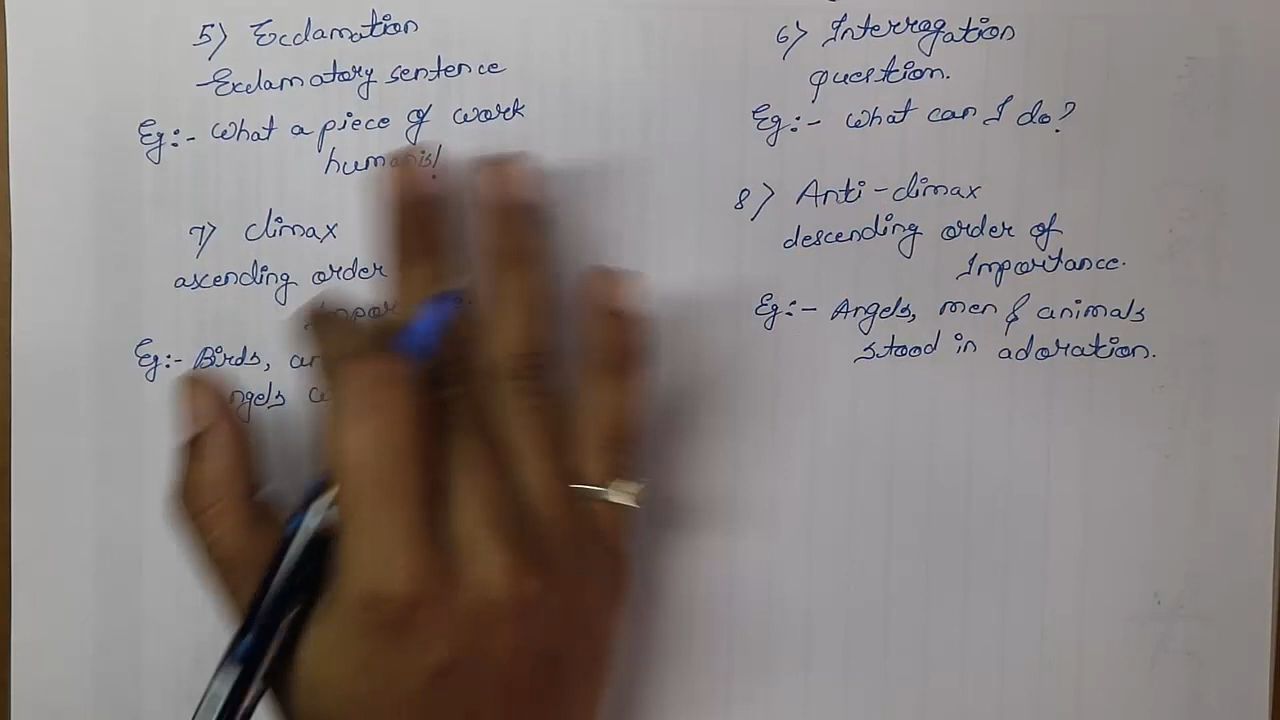 5) Exclamation
-Exclamatory sentence
Eg:- What a piece of work
human is!
7) climax
ascending order
Eg:- Birds,
6) Interrogation
question.
Eg:- What can I do?
8) Anti-climax
descending order of
Importance.
Eg:- Angels, men & animals
stood in adoration.